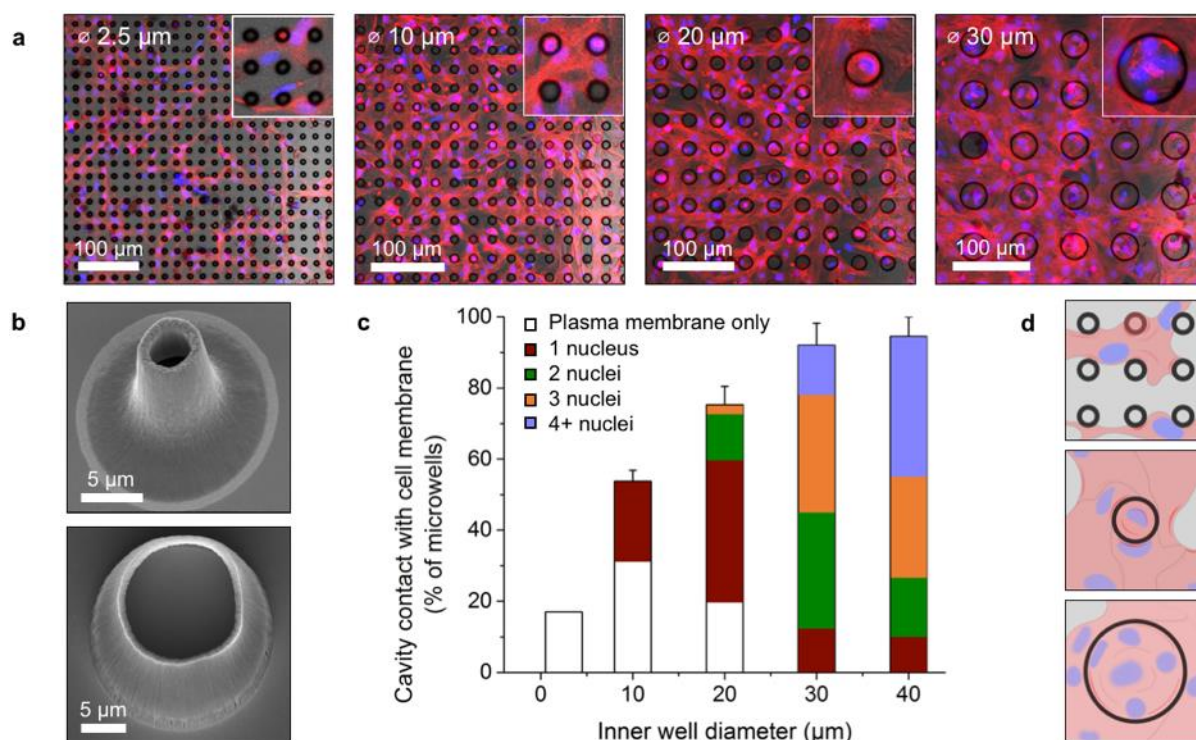 a
⌀ 2.5 µm
100 µm
⌀ 10 µm
100 µm
⌀ 20 µm
100 µm
⌀ 30 µm
100 µm
b
5 µm
5 µm
c
Cavity contact with cell membrane
(% of microwells)
100
80
60
40
20
0
Plasma membrane only
1 nucleus
2 nuclei
3 nuclei
4+ nuclei
0 10 20 30 40
Inner well diameter (µm)
d